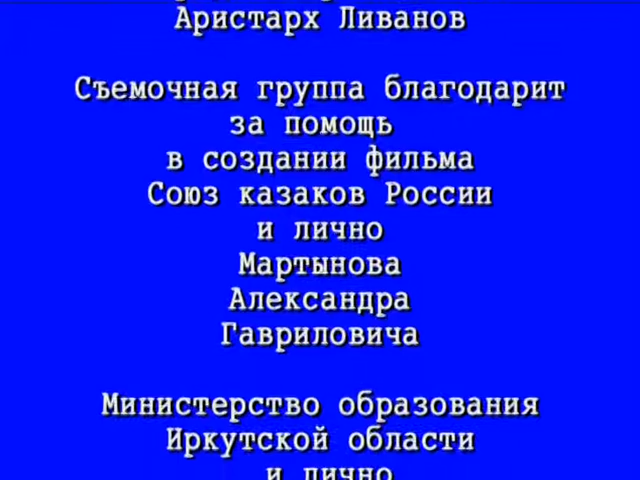 Аристарх Ливанов
Съемочная группа благодарит
за помощь
в создании фильма
Союз казаков России
и лично
Мартынова
Александра
Гавриловича
Министерство образования
Иркутской области
и лично